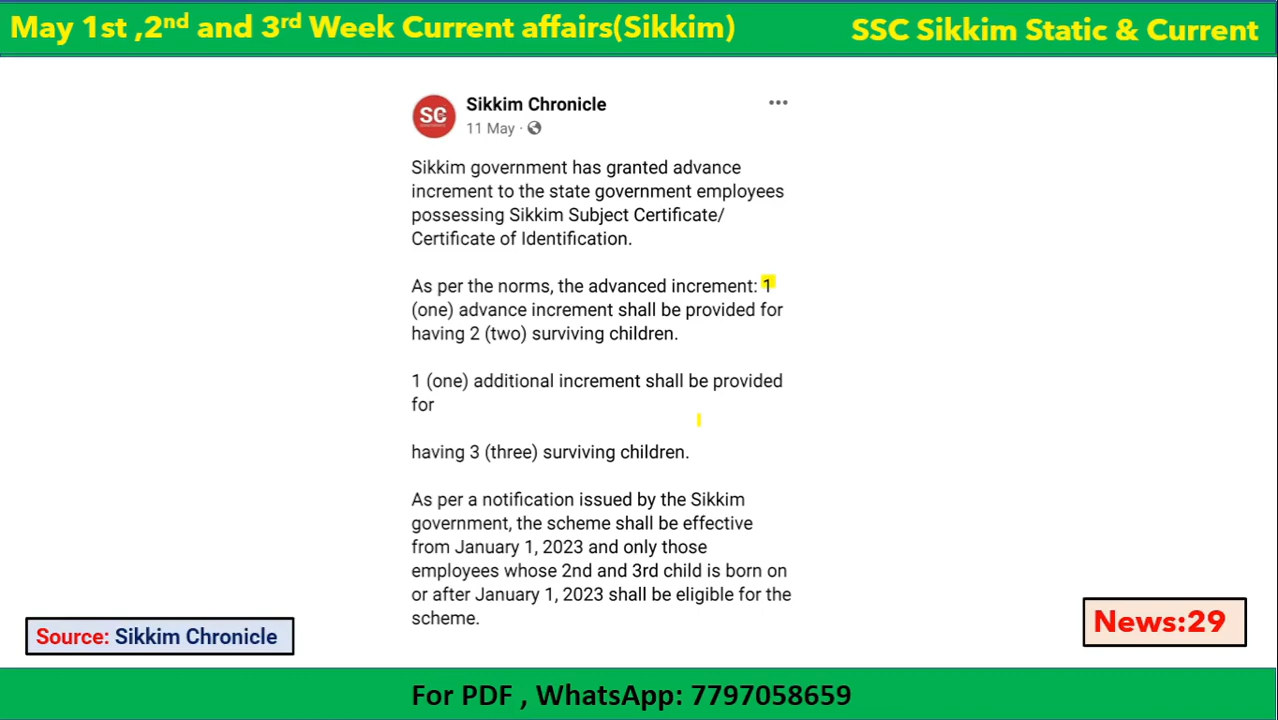 May 1st ,2nd and 3rd Week Current affairs(Sikkim)
SSC Sikkim Static & Current
SC
Sikkim Chronicle
11 May ·
Sikkim government has granted advance
increment to the state government employees
possessing Sikkim Subject Certificate/
Certificate of Identification.
As per the norms, the advanced increment: 1
(one) advance increment shall be provided for
having 2 (two) surviving children.
1 (one) additional increment shall be provided
for
having 3 (three) surviving children.
As per a notification issued by the Sikkim
government, the scheme shall be effective
from January 1, 2023 and only those
employees whose 2nd and 3rd child is born on
or after January 1, 2023 shall be eligible for the
scheme.
Source: Sikkim Chronicle
News:29
For PDF , WhatsApp: 7797058659